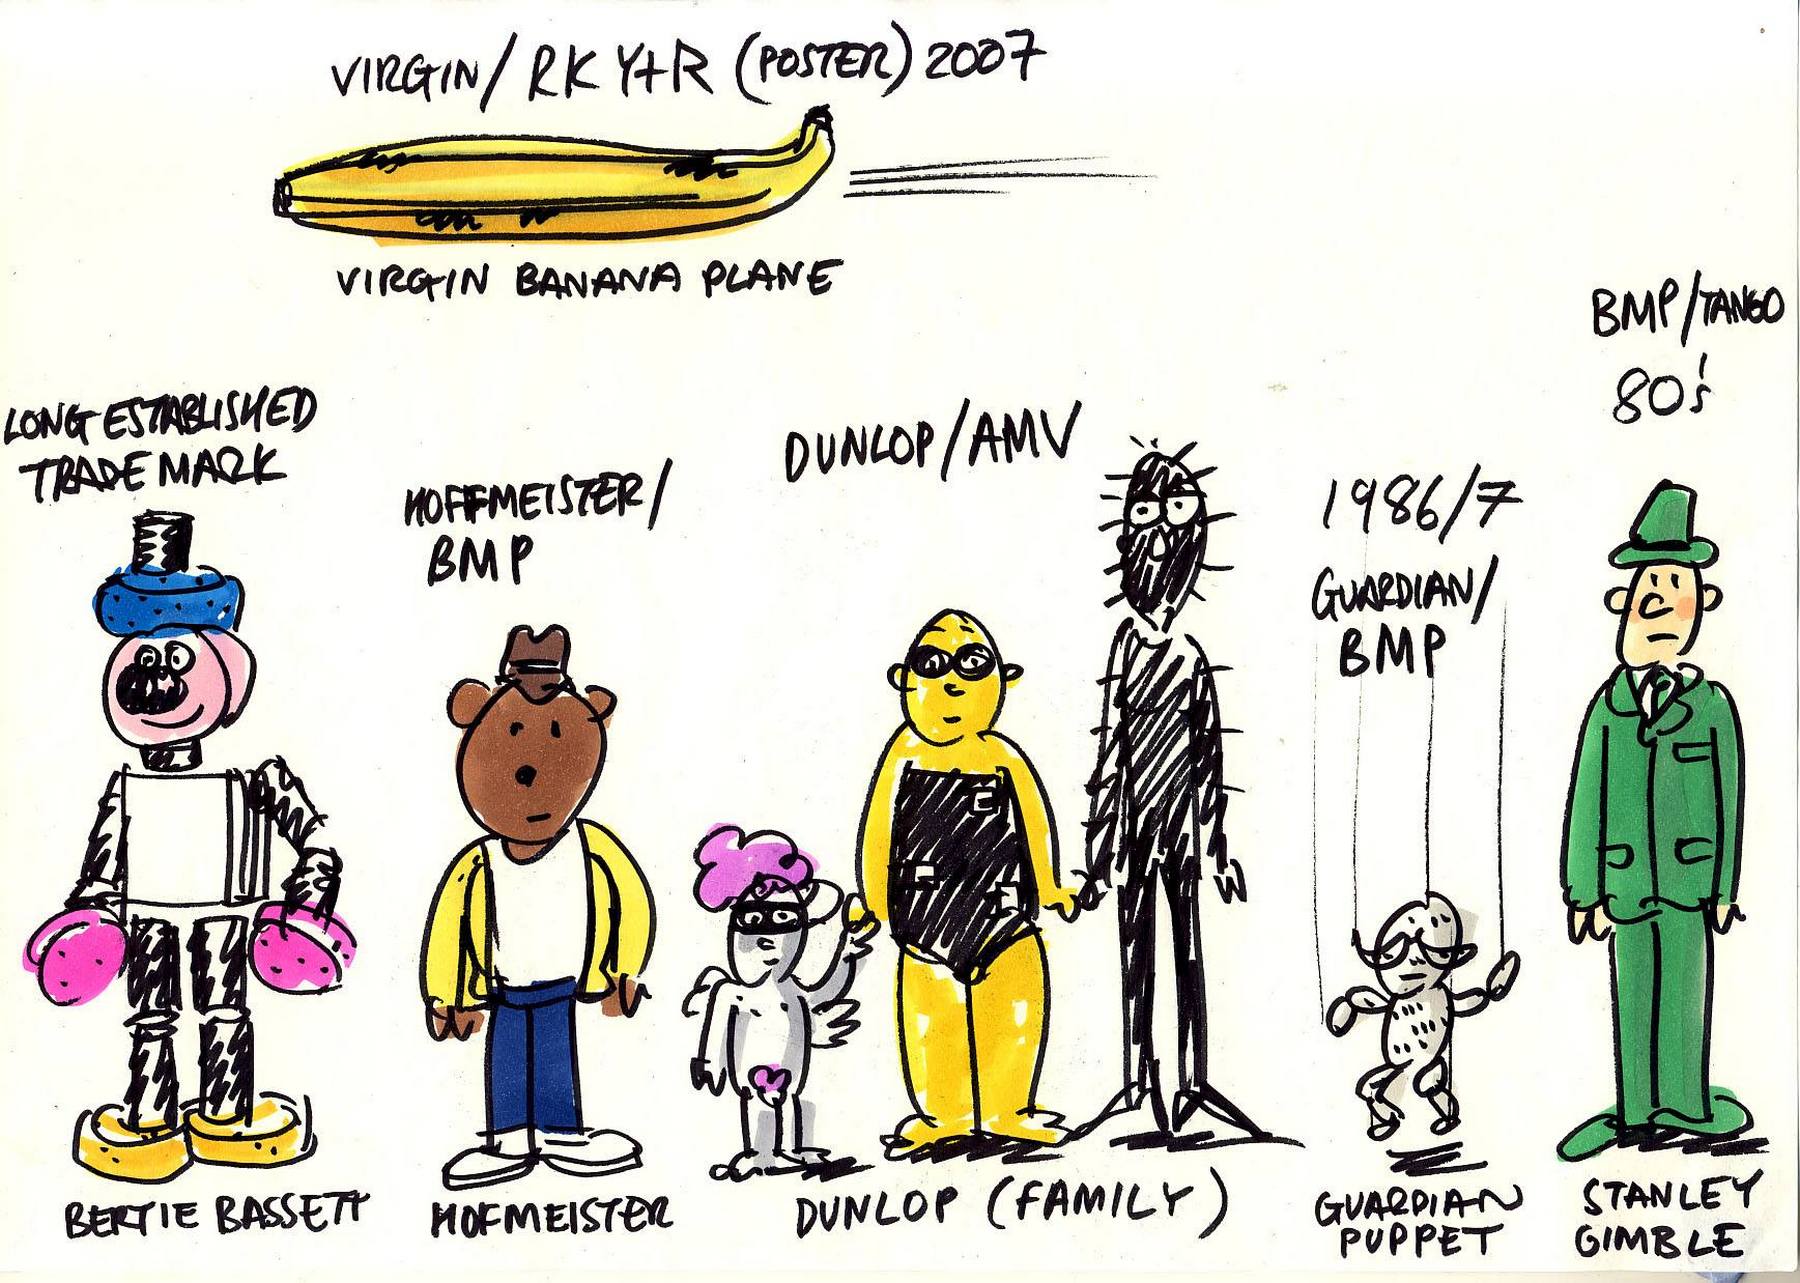 VIRGIN/ RKY+R (POSTER) 2007
VIRGIN BANANA PLANE
LONG ESTABLISHED
TRADE MARK
BERTIE BASSETT
HOFFMEISTER/
BMP
HOFMEISTER
DUNLOP/AMV
DUNLOP (FAMILY)
1986/7
GUARDIAN/
BMP
GUARDIAN
PUPPET
BMP/TANGO
80's
STANLEY
GIMBLE